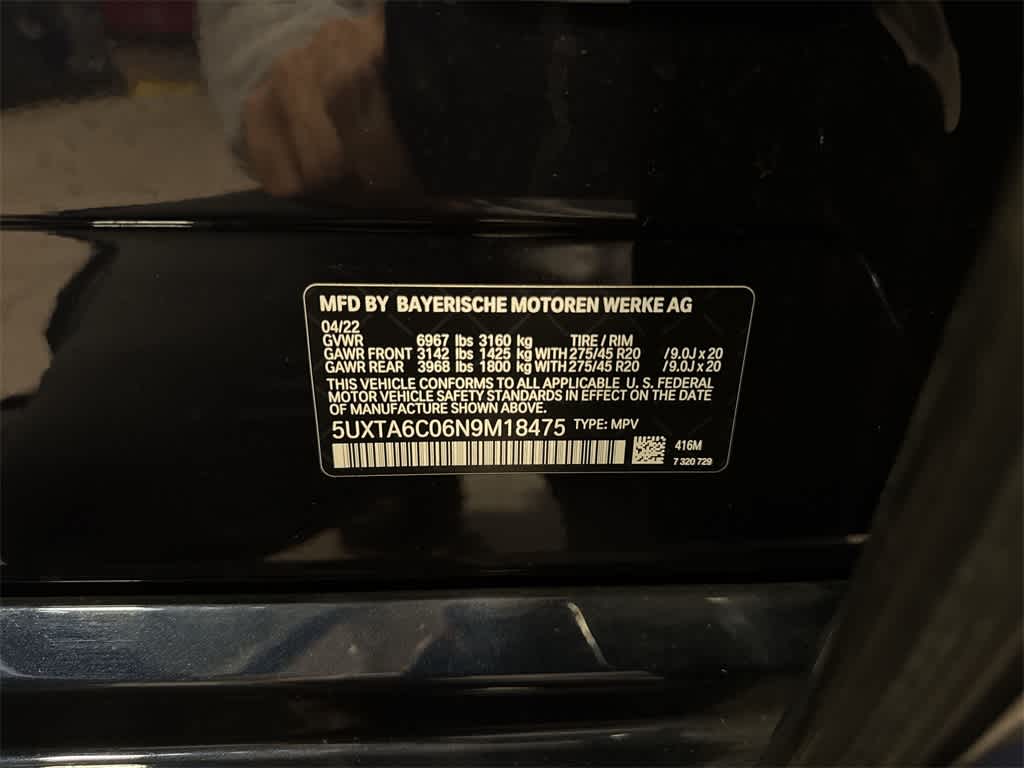 MFD BY BAYERISCHE MOTOREN WERKE AG
04/22
GVWR 6967 lbs 3160 kg TIRE / RIM
GAWR FRONT 3142 lbs 1425 kg WITH 275/45 R20 / 9.0J x 20
GAWR REAR 3968 lbs 1800 kg WITH 275/45 R20 / 9.0J x 20
THIS VEHICLE CONFORMS TO ALL APPLICABLE U. S. FEDERAL
MOTOR VEHICLE SAFETY STANDARDS IN EFFECT ON THE DATE
OF MANUFACTURE SHOWN ABOVE.
5UXTA6C06N9M18475 TYPE: MPV
416M
7 320 729